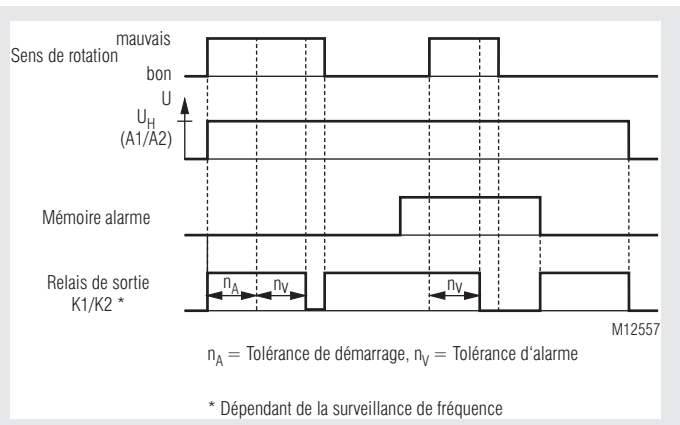 mauvais
Sens de rotation
bon
U
U_H
(A1/A2)
Mémoire alarme
Relais de sortie
K1/K2 *
n_A
n_V
n_V
M12557
n_A = Tolérance de démarrage, n_V = Tolérance d‘alarme
* Dépendant de la surveillance de fréquence